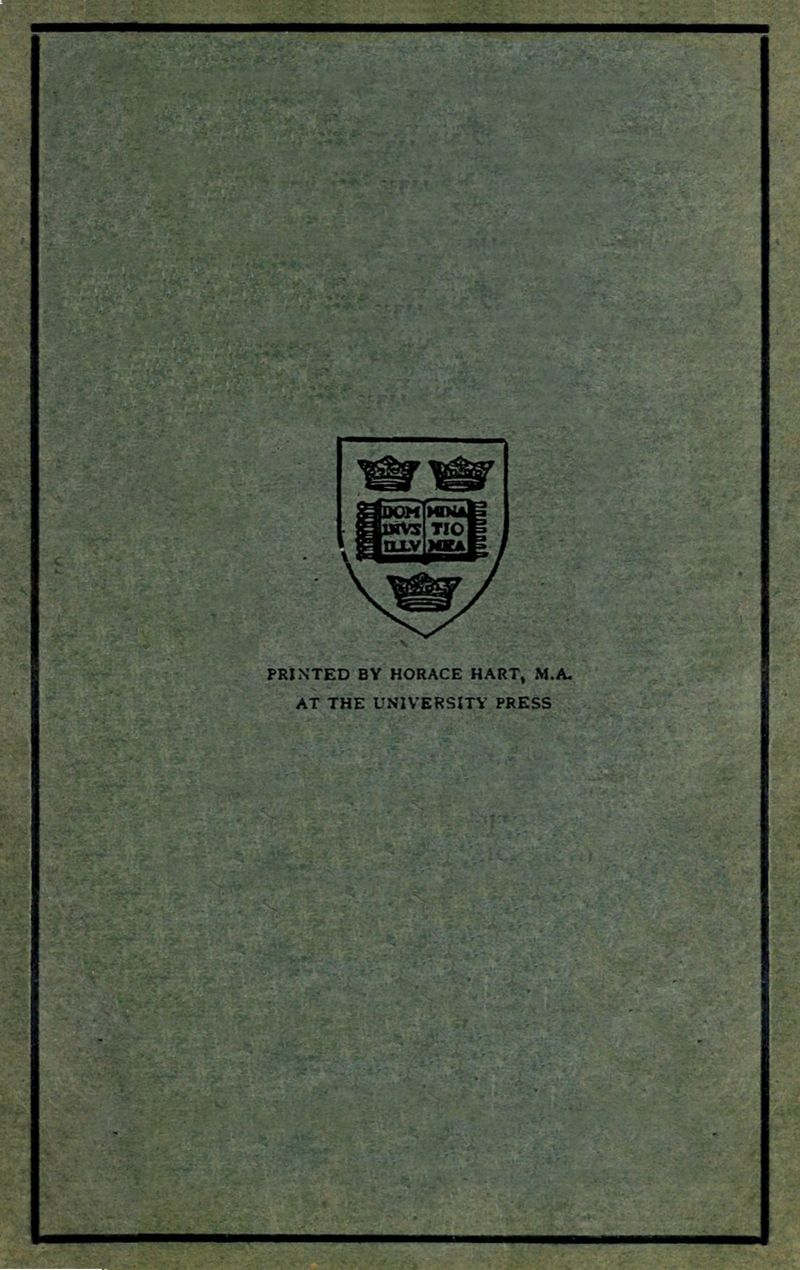 DOM MINA
INVS TIO
ILLV MEA
PRINTED BY HORACE HART, M.A.
AT THE UNIVERSITY PRESS